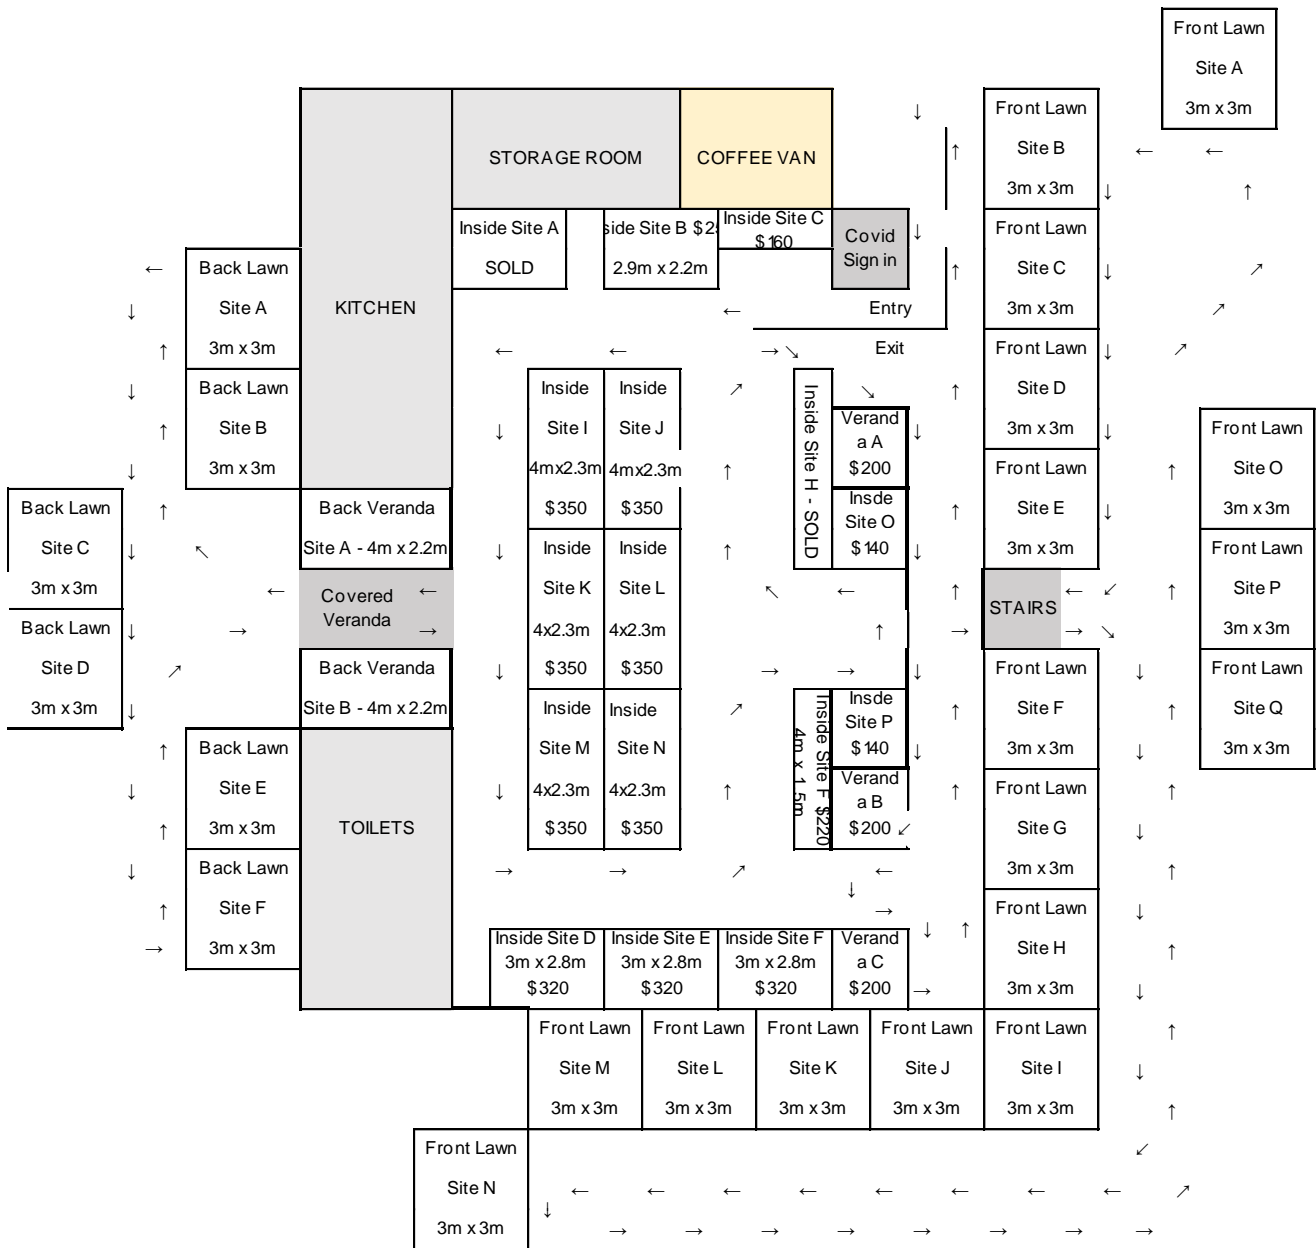 Front Lawn
Site A
3m x 3m
STORAGE ROOM
COFFEE VAN
Front Lawn
Site B
3m x 3m
Inside Site A
SOLD
side Site B $2
2.9m x 2.2m
Inside Site C
$160
Covid
Sign in
Front Lawn
Site C
3m x 3m
Back Lawn
Site A
3m x 3m
KITCHEN
Entry
Exit
Front Lawn
Site D
3m x 3m
Back Lawn
Site B
3m x 3m
Inside
Site I
4mx2.3m
$350
Inside
Site J
4mx2.3m
$350
Inside Site H - SOLD
Verand
a A
$200
Front Lawn
Site E
3m x 3m
Front Lawn
Site O
3m x 3m
Back Lawn
Site C
3m x 3m
Back Veranda
Site A - 4m x 2.2m
Insde
Site O
$140
Covered
Veranda
Inside
Site K
4x2.3m
$350
Inside
Site L
4x2.3m
$350
STAIRS
Front Lawn
Site P
3m x 3m
Back Lawn
Site D
3m x 3m
Back Veranda
Site B - 4m x 2.2m
Inside
Site M
4x2.3m
$350
Inside
Site N
4x2.3m
$350
Inside Site F $220
4m x 1.5m
Insde
Site P
$140
Front Lawn
Site F
3m x 3m
Front Lawn
Site Q
3m x 3m
Back Lawn
Site E
3m x 3m
TOILETS
Verand
a B
$200
Front Lawn
Site G
3m x 3m
Back Lawn
Site F
3m x 3m
Inside Site D
3m x 2.8m
$320
Inside Site E
3m x 2.8m
$320
Inside Site F
3m x 2.8m
$320
Verand
a C
$200
Front Lawn
Site H
3m x 3m
Front Lawn
Site M
3m x 3m
Front Lawn
Site L
3m x 3m
Front Lawn
Site K
3m x 3m
Front Lawn
Site J
3m x 3m
Front Lawn
Site I
3m x 3m
Front Lawn
Site N
3m x 3m